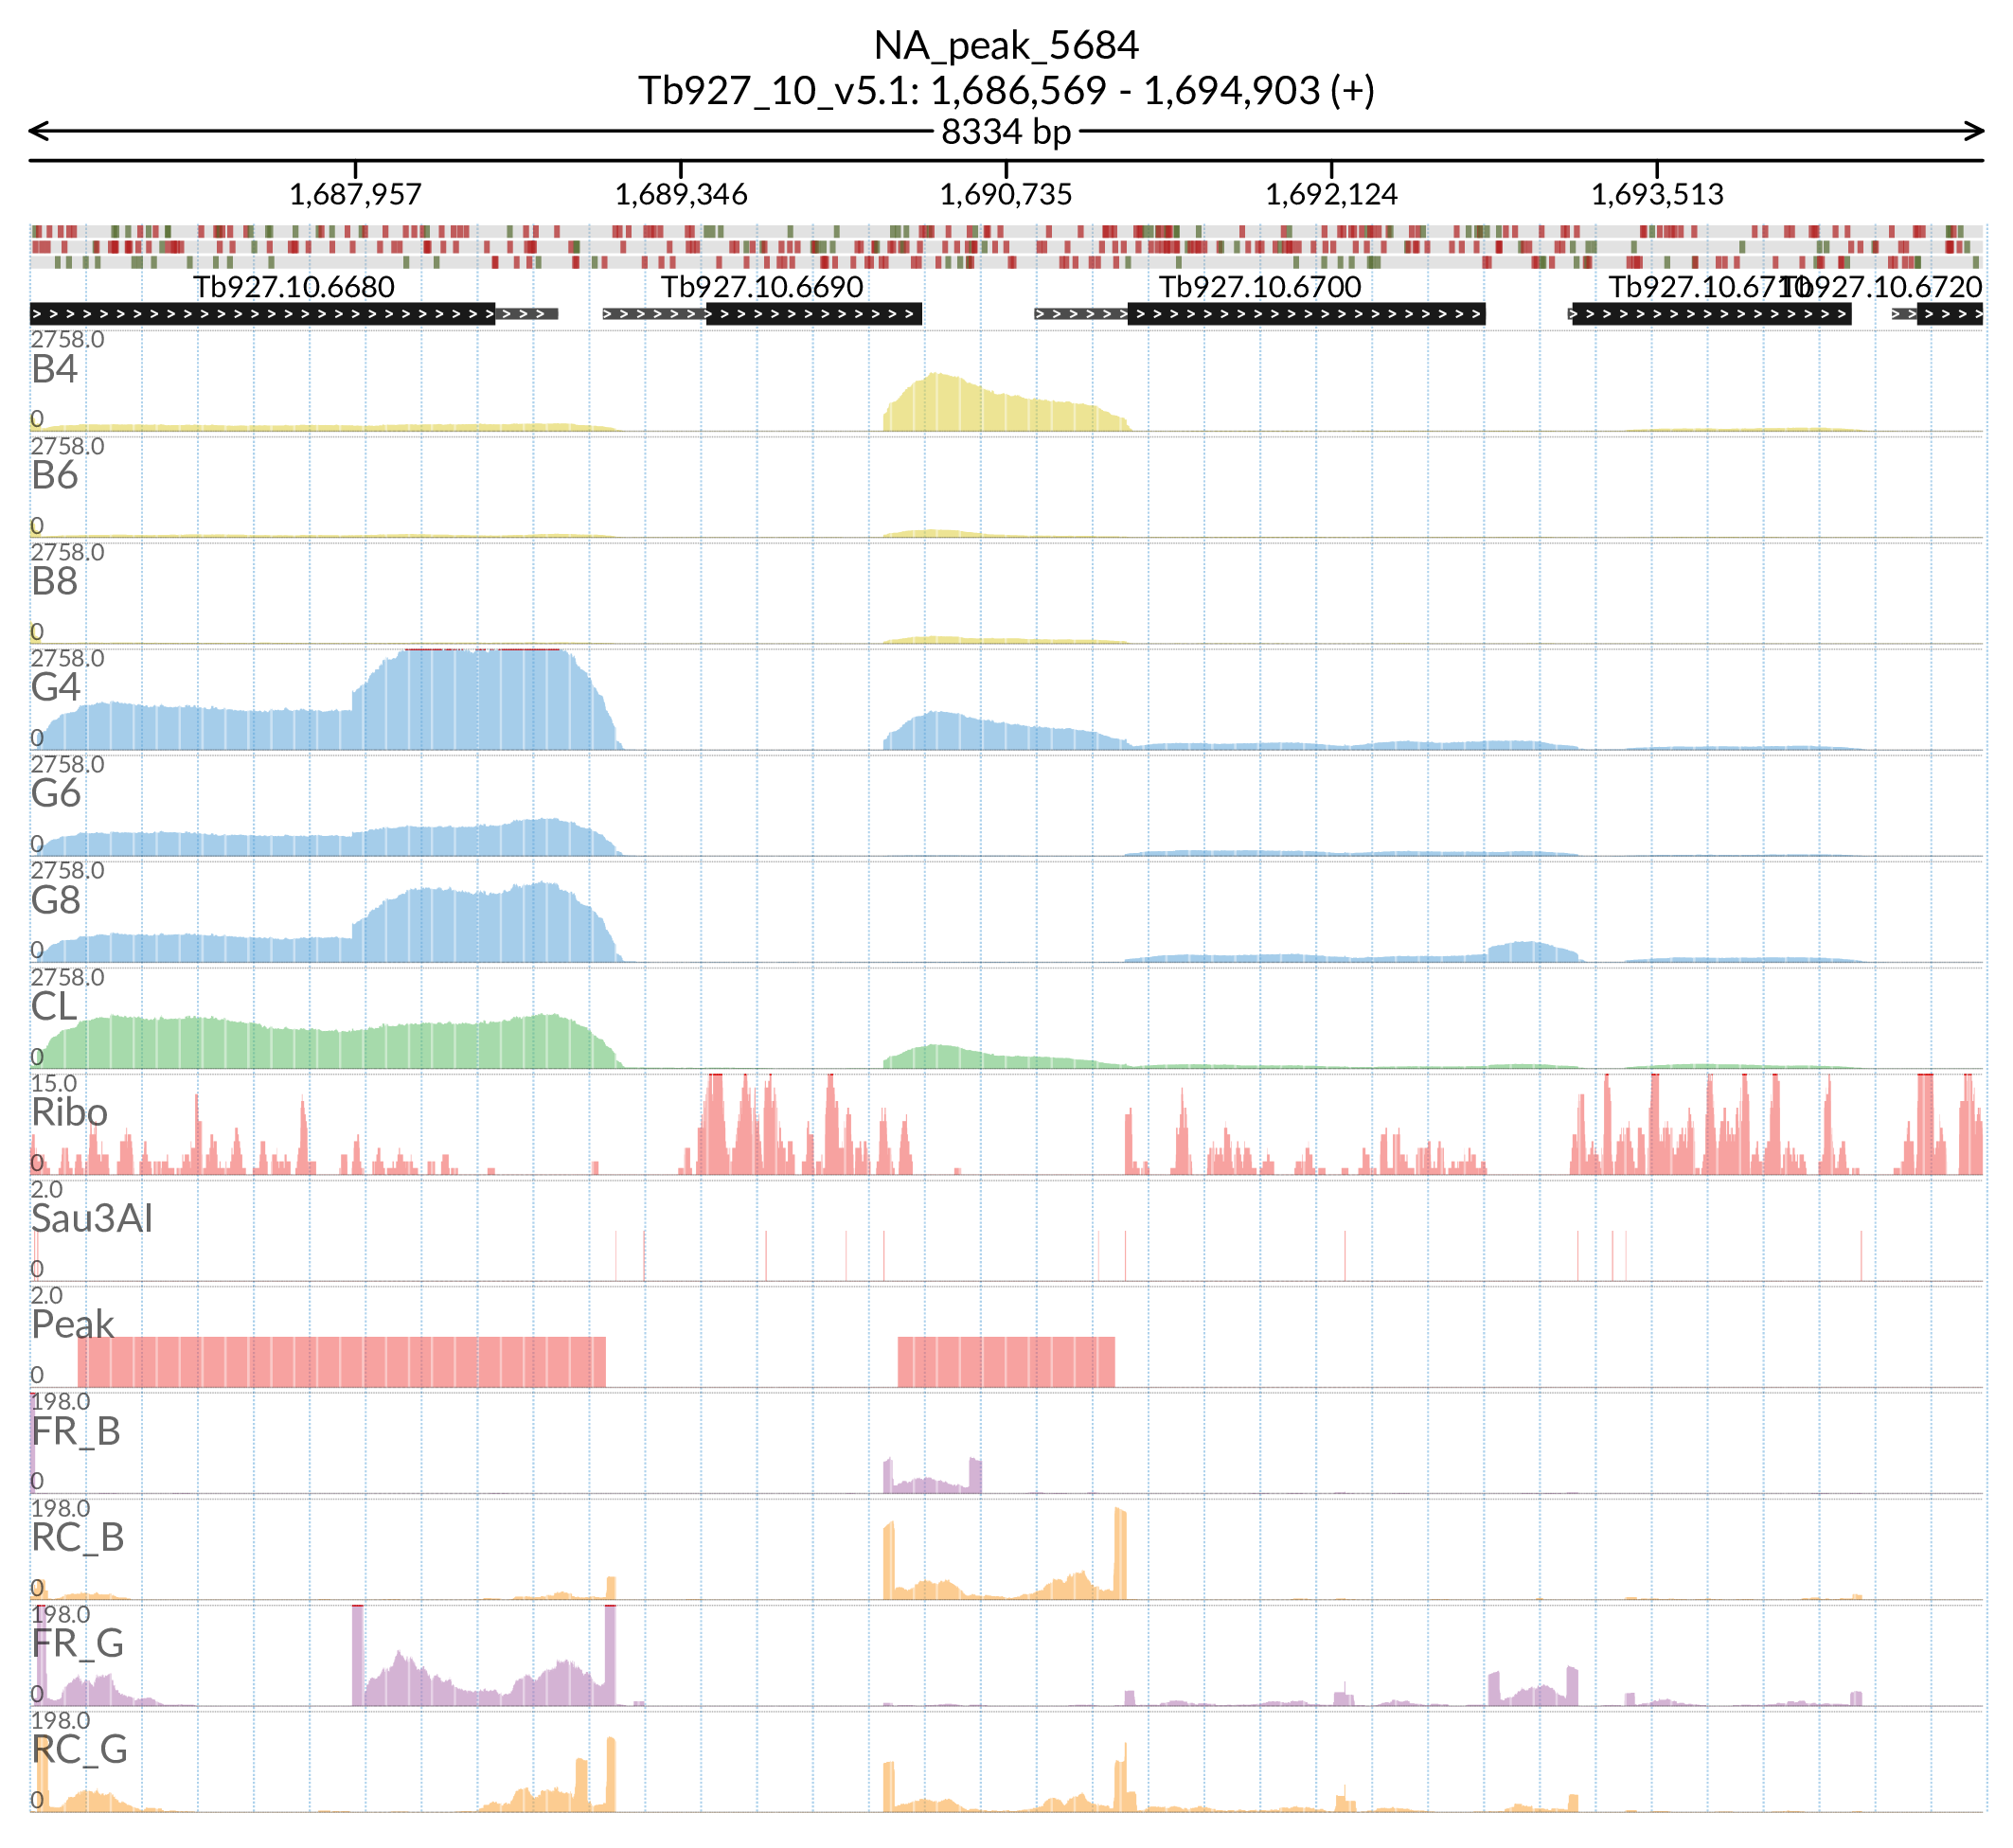 NA_peak_5684
Tb927_10_v5.1: 1,686,569 - 1,694,903 (+)
8334 bp
1,687,957 1,689,346 1,690,735 1,692,124 1,693,513
Tb927.10.6680 Tb927.10.6690 Tb927.10.6700 Tb927.10.6710 Tb927.10.6720
2758.0
B4
0
2758.0
B6
0
2758.0
B8
0
2758.0
G4
0
2758.0
G6
0
2758.0
G8
0
2758.0
CL
0
15.0
Ribo
0
2.0
Sau3AI
0
2.0
Peak
0
198.0
FR_B
0
198.0
RC_B
0
198.0
FR_G
0
198.0
RC_G
0